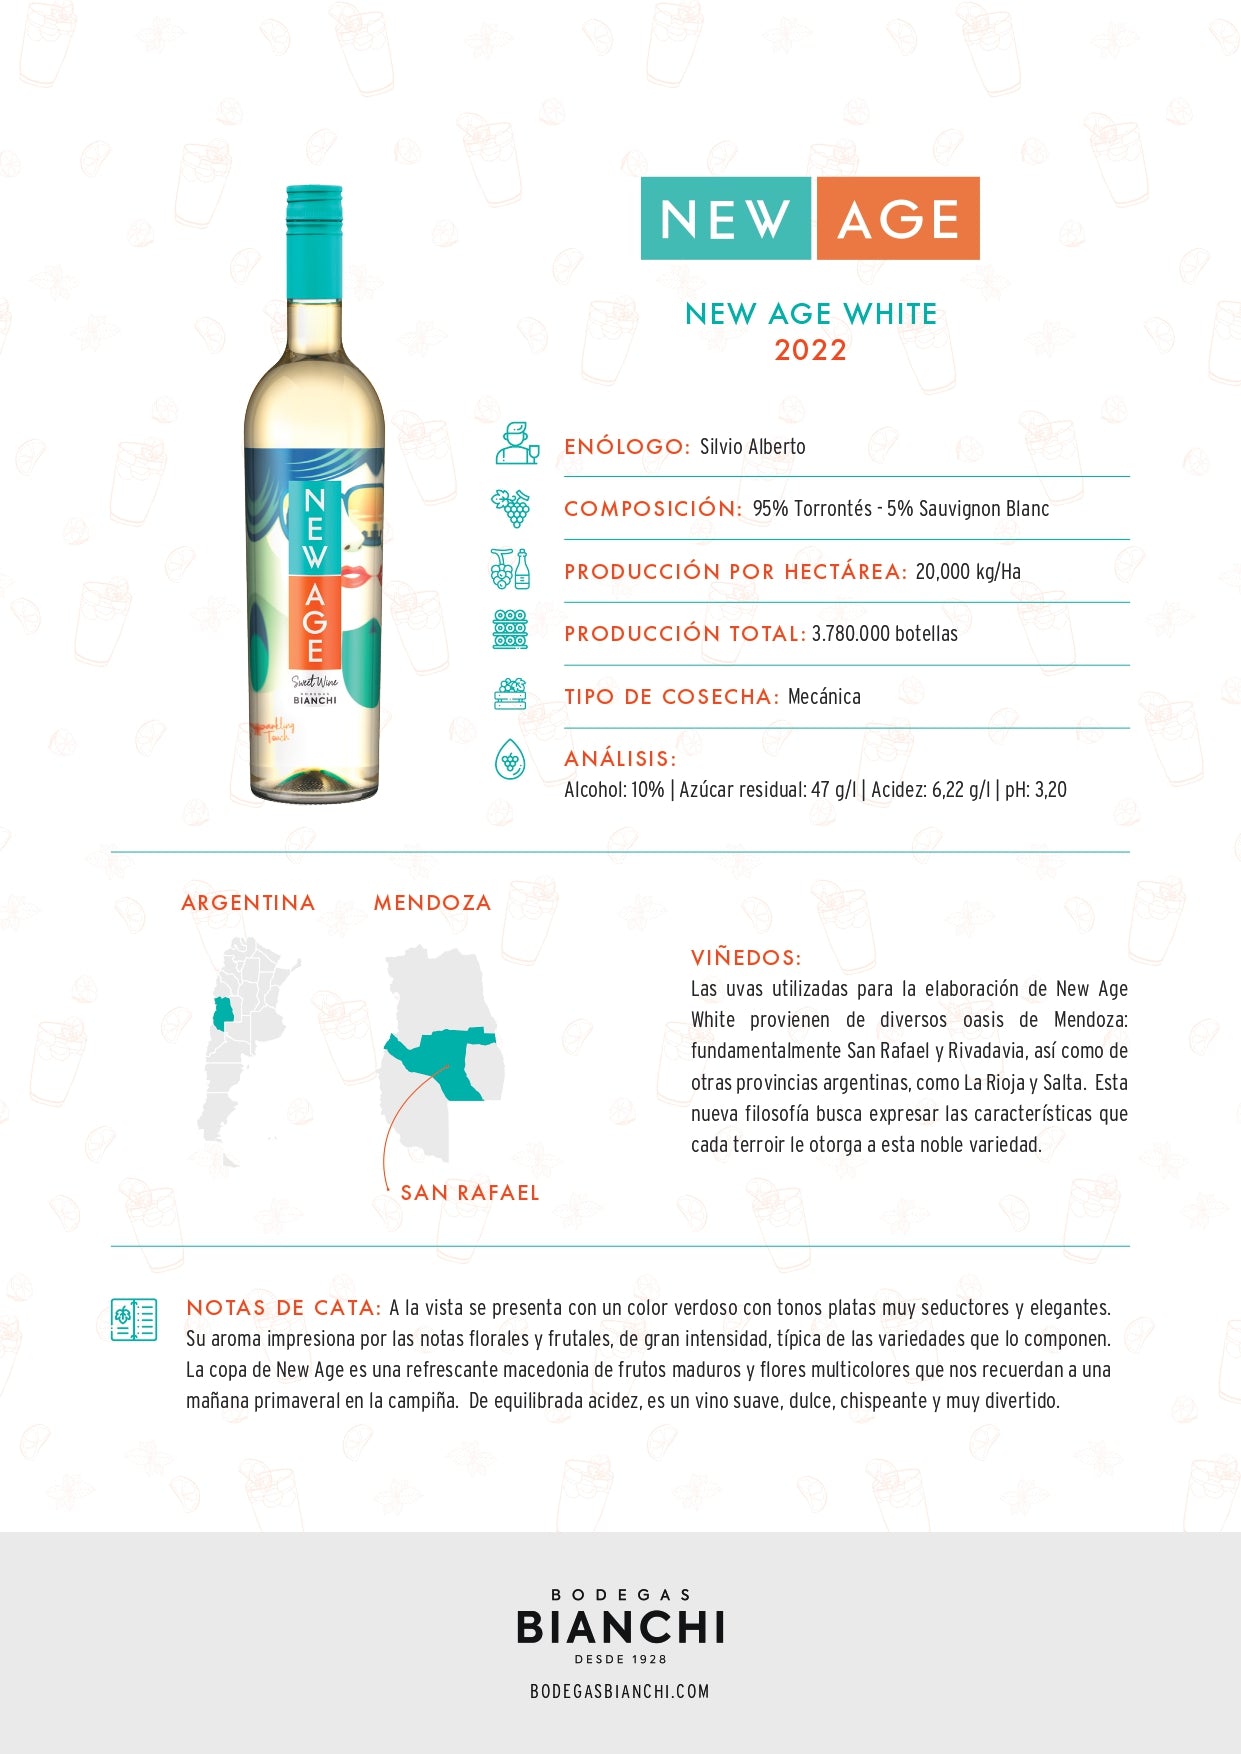 NEW AGE
NEW AGE WHITE
2022
ENÓLOGO: Silvio Alberto
COMPOSICIÓN: 95% Torrontés - 5% Sauvignon Blanc
PRODUCCIÓN POR HECTÁREA: 20,000 kg/Ha
PRODUCCIÓN TOTAL: 3.780.000 botellas
TIPO DE COSECHA: Mecánica
ANÁLISIS:
Alcohol: 10% | Azúcar residual: 47 g/l | Acidez: 6,22 g/l | pH: 3,20
NEW
AGE
Sweet Wine
BODEGAS
BIANCHI
Sparkling
Touch
ARGENTINA
MENDOZA
SAN RAFAEL
VIÑEDOS:
Las uvas utilizadas para la elaboración de New Age
White provienen de diversos oasis de Mendoza:
fundamentalmente San Rafael y Rivadavia, así como de
otras provincias argentinas, como La Rioja y Salta. Esta
nueva filosofía busca expresar las características que
cada terroir le otorga a esta noble variedad.
NOTAS DE CATA: A la vista se presenta con un color verdoso con tonos platas muy seductores y elegantes.
Su aroma impresiona por las notas florales y frutales, de gran intensidad, típica de las variedades que lo componen.
La copa de New Age es una refrescante macedonia de frutos maduros y flores multicolores que nos recuerdan a una
mañana primaveral en la campiña. De equilibrada acidez, es un vino suave, dulce, chispeante y muy divertido.
BODEGAS
BIANCHI
DESDE 1928
BODEGASBIANCHI.COM